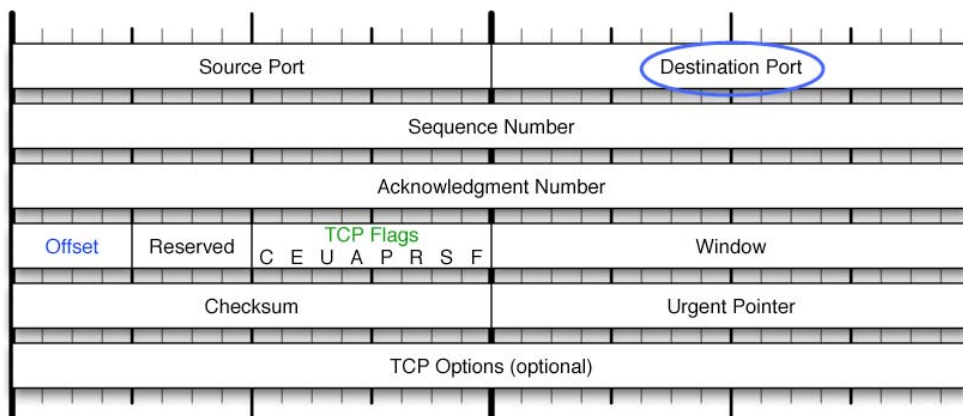 Source Port Destination Port
Sequence Number
Acknowledgment Number
Offset Reserved TCP Flags Window
C E U A P R S F
Checksum Urgent Pointer
TCP Options (optional)